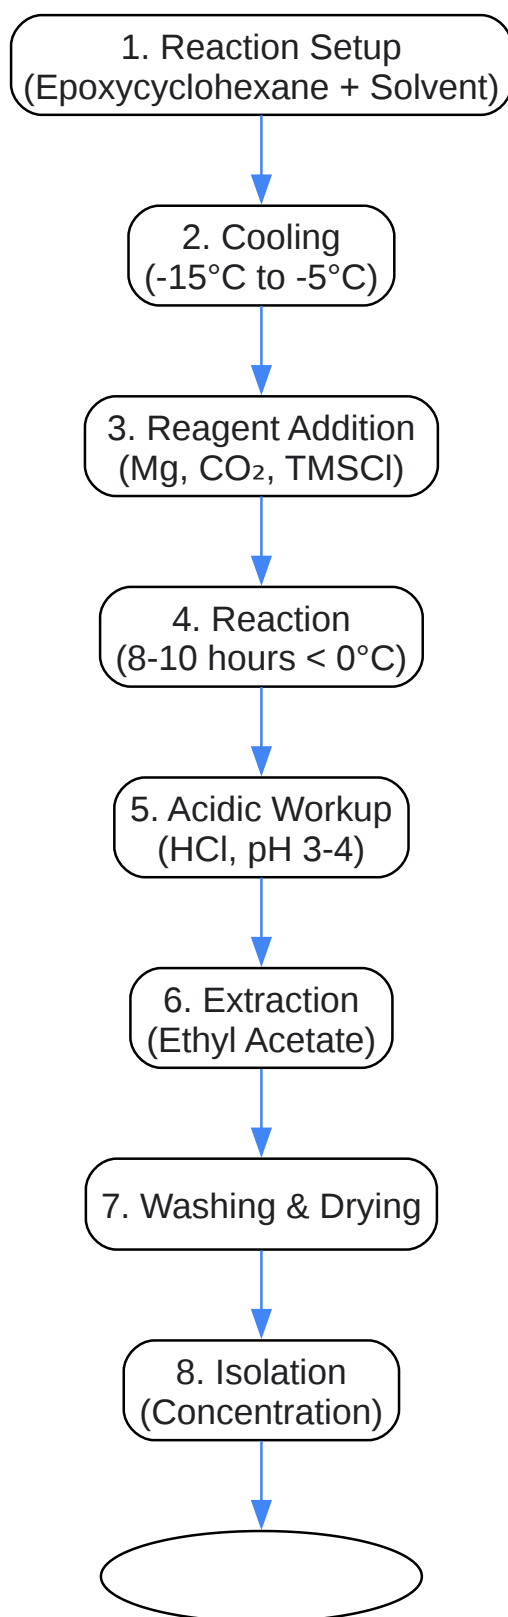 1. Reaction Setup
(Epoxycyclohexane + Solvent)
2. Cooling
(-15°C to -5°C)
3. Reagent Addition
(Mg, CO₂, TMSCl)
4. Reaction
(8-10 hours < 0°C)
5. Acidic Workup
(HCl, pH 3-4)
6. Extraction
(Ethyl Acetate)
7. Washing & Drying
8. Isolation
(Concentration)